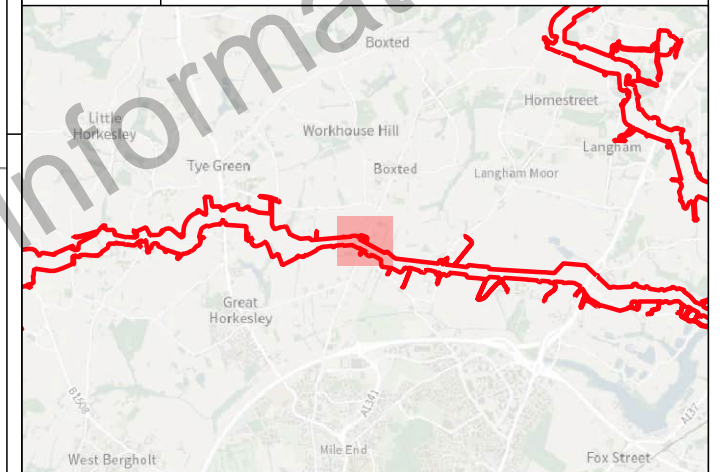 Informat
Boxted
Homestreet
Little
Horkesley
Workhouse Hill
Langham
Tye Green
Boxted
Langham Moor
Great
Horkesley
B1508
A1341
A137
Mile End
West Bergholt
Fox Street